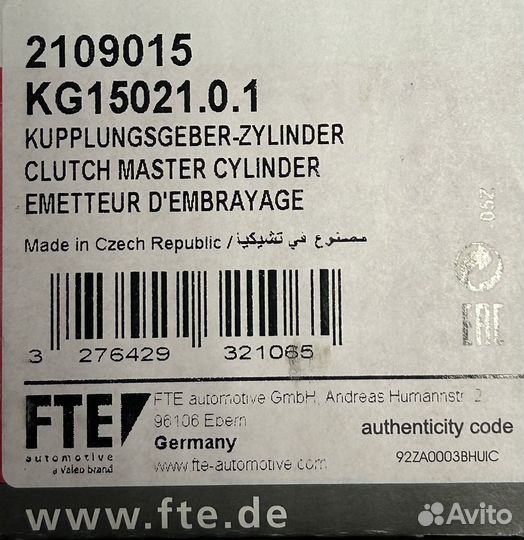 2109015
KG15021.0.1
KUPPLUNGSGEBER-ZYLINDER
CLUTCH MASTER CYLINDER
EMETTEUR D'EMBRAYAGE
Made in Czech Republic / مصنوع في تشيكيا
05Z
3 276429 321065
EAC
FTE
automotive
a Valeo brand
FTE automotive GmbH, Andreas Humannstr. 2
96106 Ebern
Germany
www.fte-automotive.com
authenticity code
92ZA0003BHUIC
www.fte.de
Avito